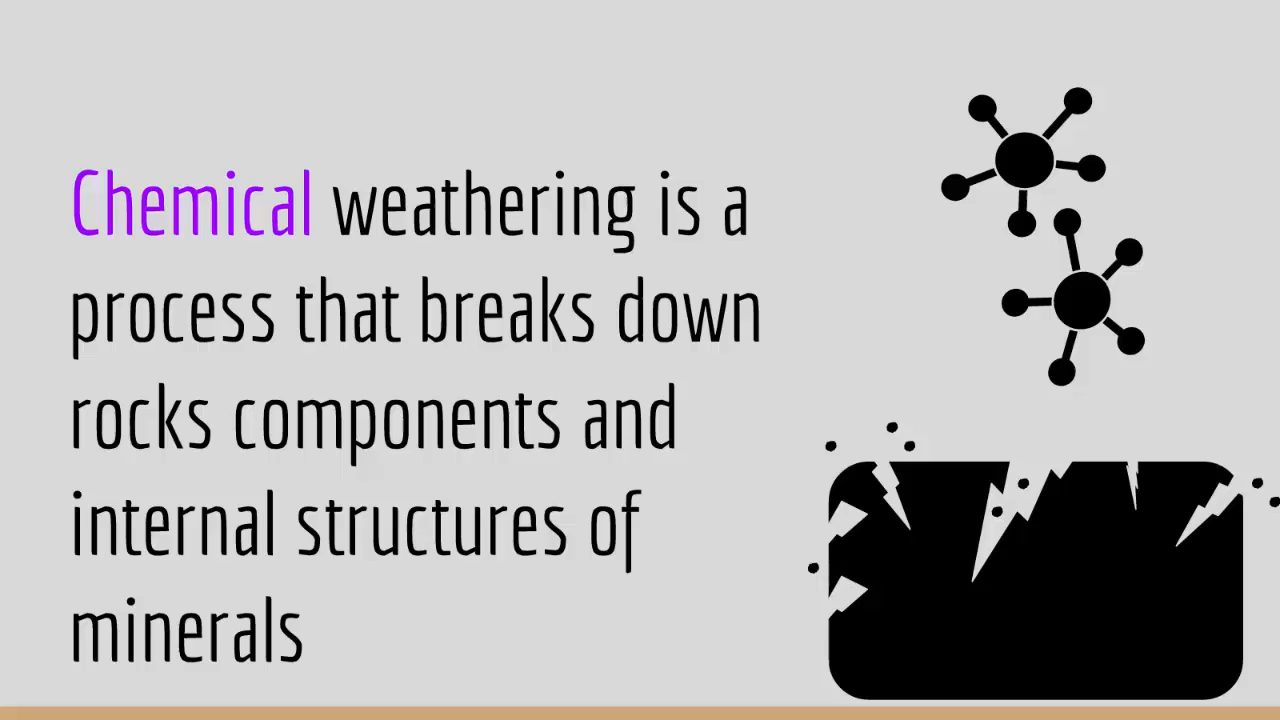 Chemical weathering is a
process that breaks down
rocks components and
internal structures of
minerals